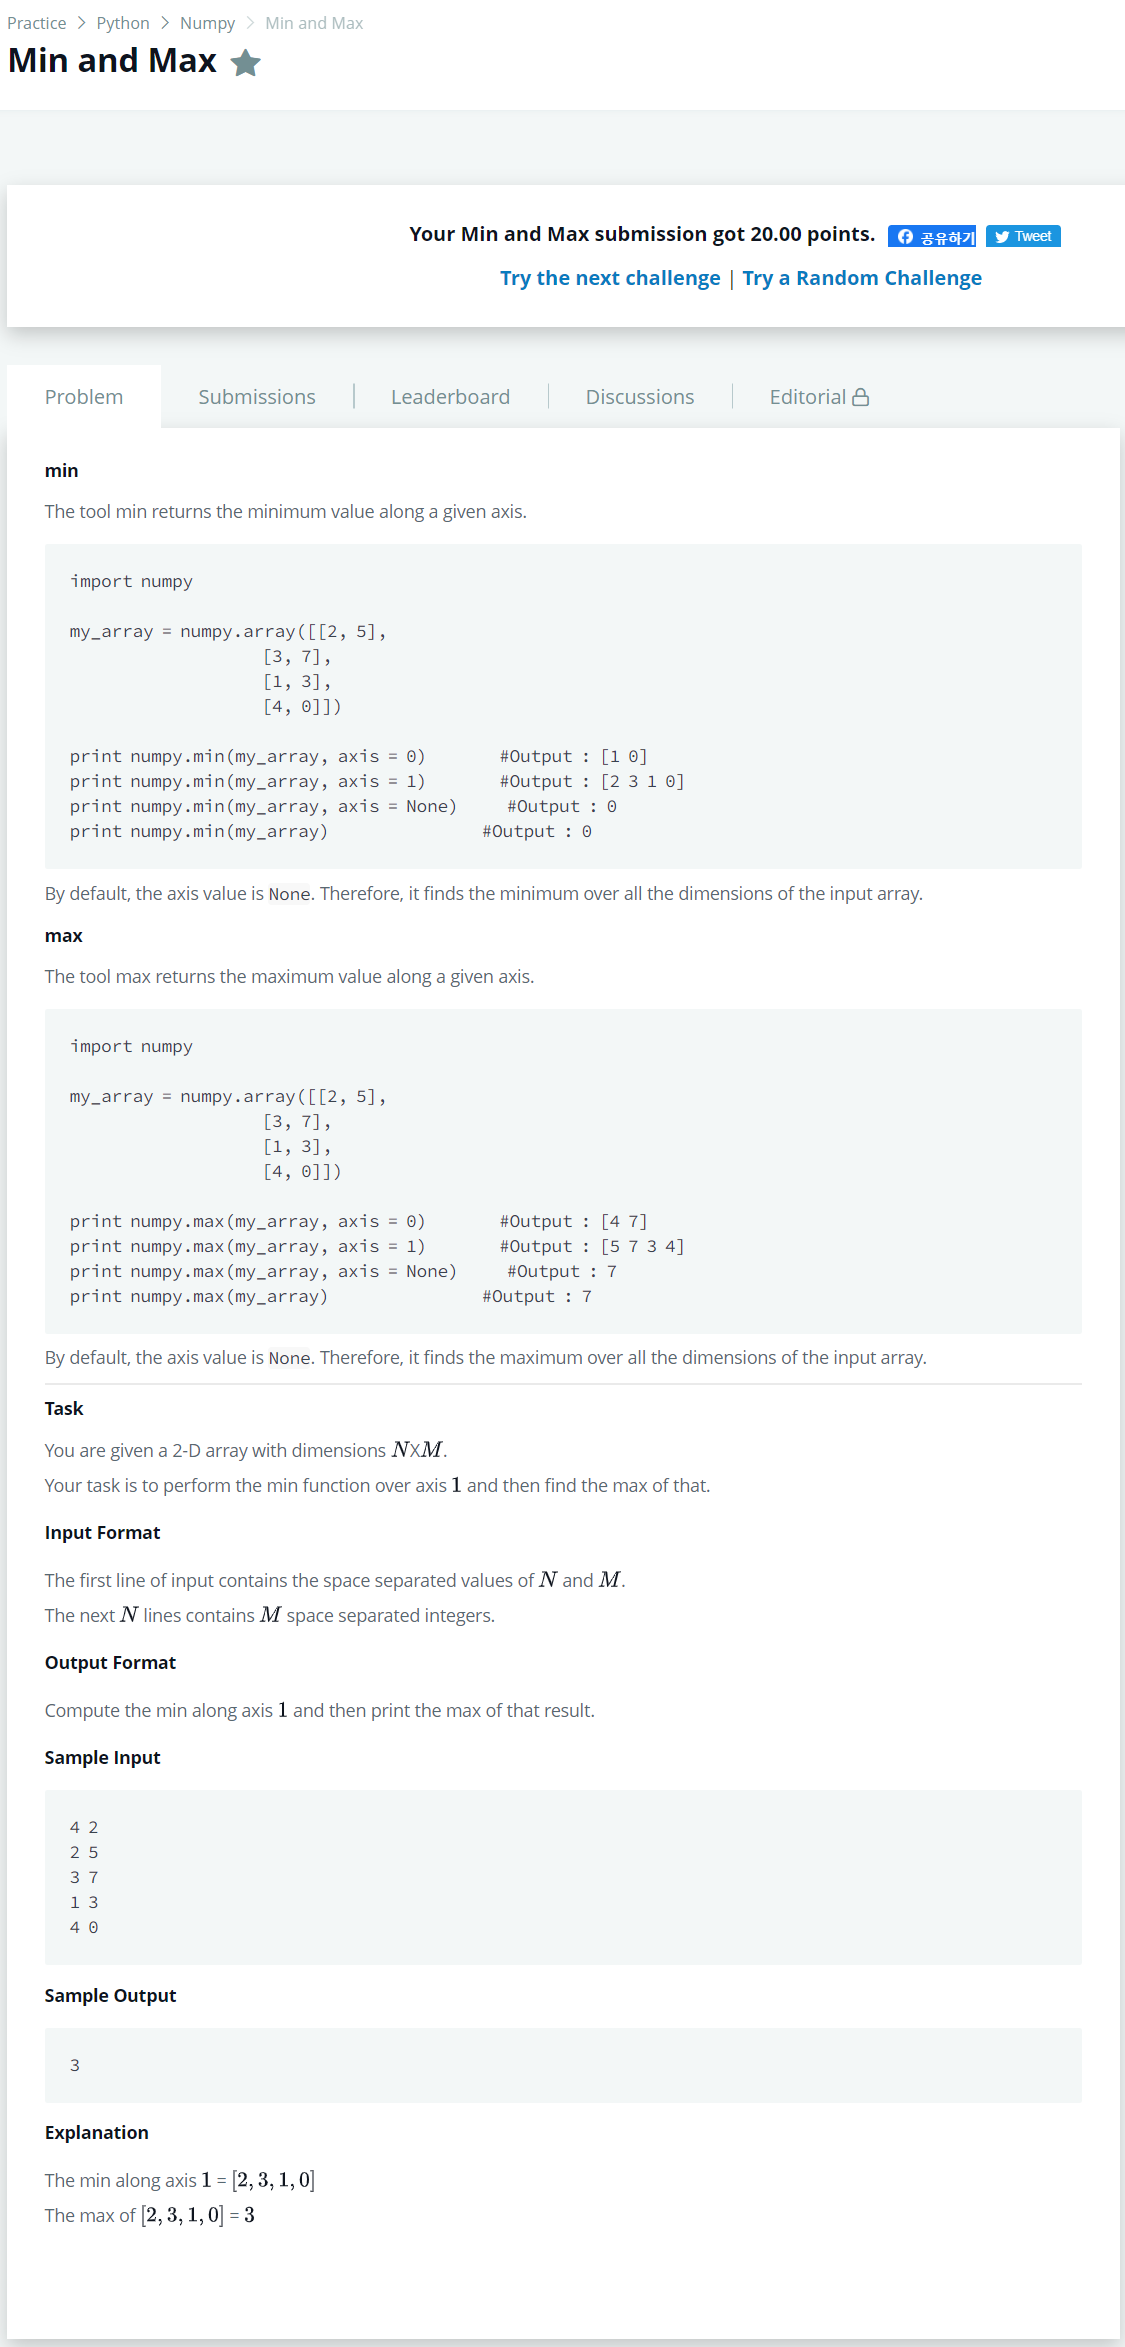 Practice > Python > Numpy > Min and Max
Min and Max
Your Min and Max submission got 20.00 points. 공유하기 Tweet
Try the next challenge | Try a Random Challenge
Problem Submissions Leaderboard Discussions Editorial
min
The tool min returns the minimum value along a given axis.
import numpy
my_array = numpy.array([[2, 5],
[3, 7],
[1, 3],
[4, 0]])
print numpy.min(my_array, axis = 0) #Output : [1 0]
print numpy.min(my_array, axis = 1) #Output : [2 3 1 0]
print numpy.min(my_array, axis = None) #Output : 0
print numpy.min(my_array) #Output : 0
By default, the axis value is None. Therefore, it finds the minimum over all the dimensions of the input array.
max
The tool max returns the maximum value along a given axis.
import numpy
my_array = numpy.array([[2, 5],
[3, 7],
[1, 3],
[4, 0]])
print numpy.max(my_array, axis = 0) #Output : [4 7]
print numpy.max(my_array, axis = 1) #Output : [5 7 3 4]
print numpy.max(my_array, axis = None) #Output : 7
print numpy.max(my_array) #Output : 7
By default, the axis value is None. Therefore, it finds the maximum over all the dimensions of the input array.
Task
You are given a 2-D array with dimensions NXM.
Your task is to perform the min function over axis 1 and then find the max of that.
Input Format
The first line of input contains the space separated values of N and M.
The next N lines contains M space separated integers.
Output Format
Compute the min along axis 1 and then print the max of that result.
Sample Input
4 2
2 5
3 7
1 3
4 0
Sample Output
3
Explanation
The min along axis 1 = [2, 3, 1, 0]
The max of [2, 3, 1, 0] = 3